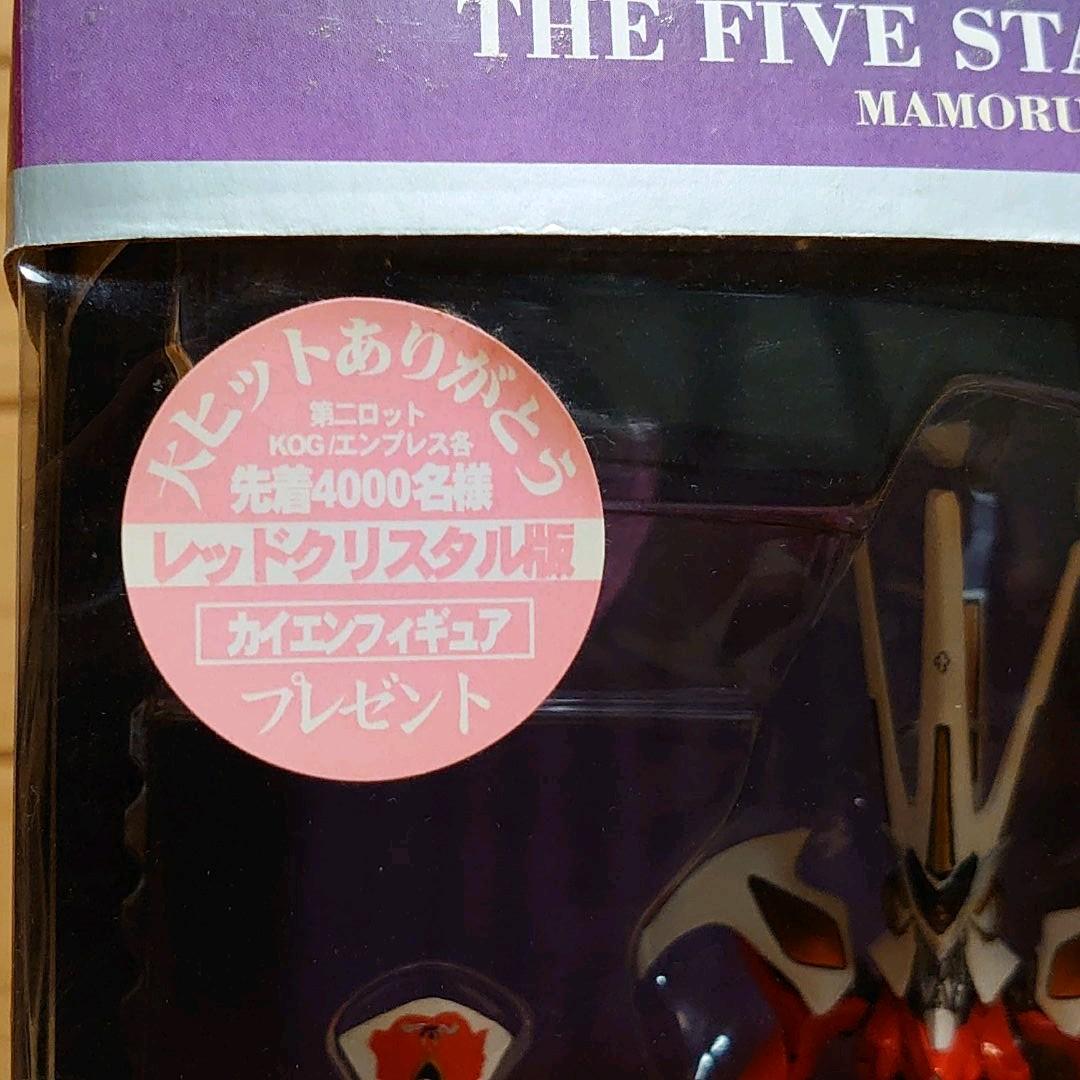 THE FIVE STA
MAMORU
大ヒットありがとう
第二ロット
KOG/エンプレス各
先着4000名様
レッドクリスタル版
カイエンフィギュア
プレゼント